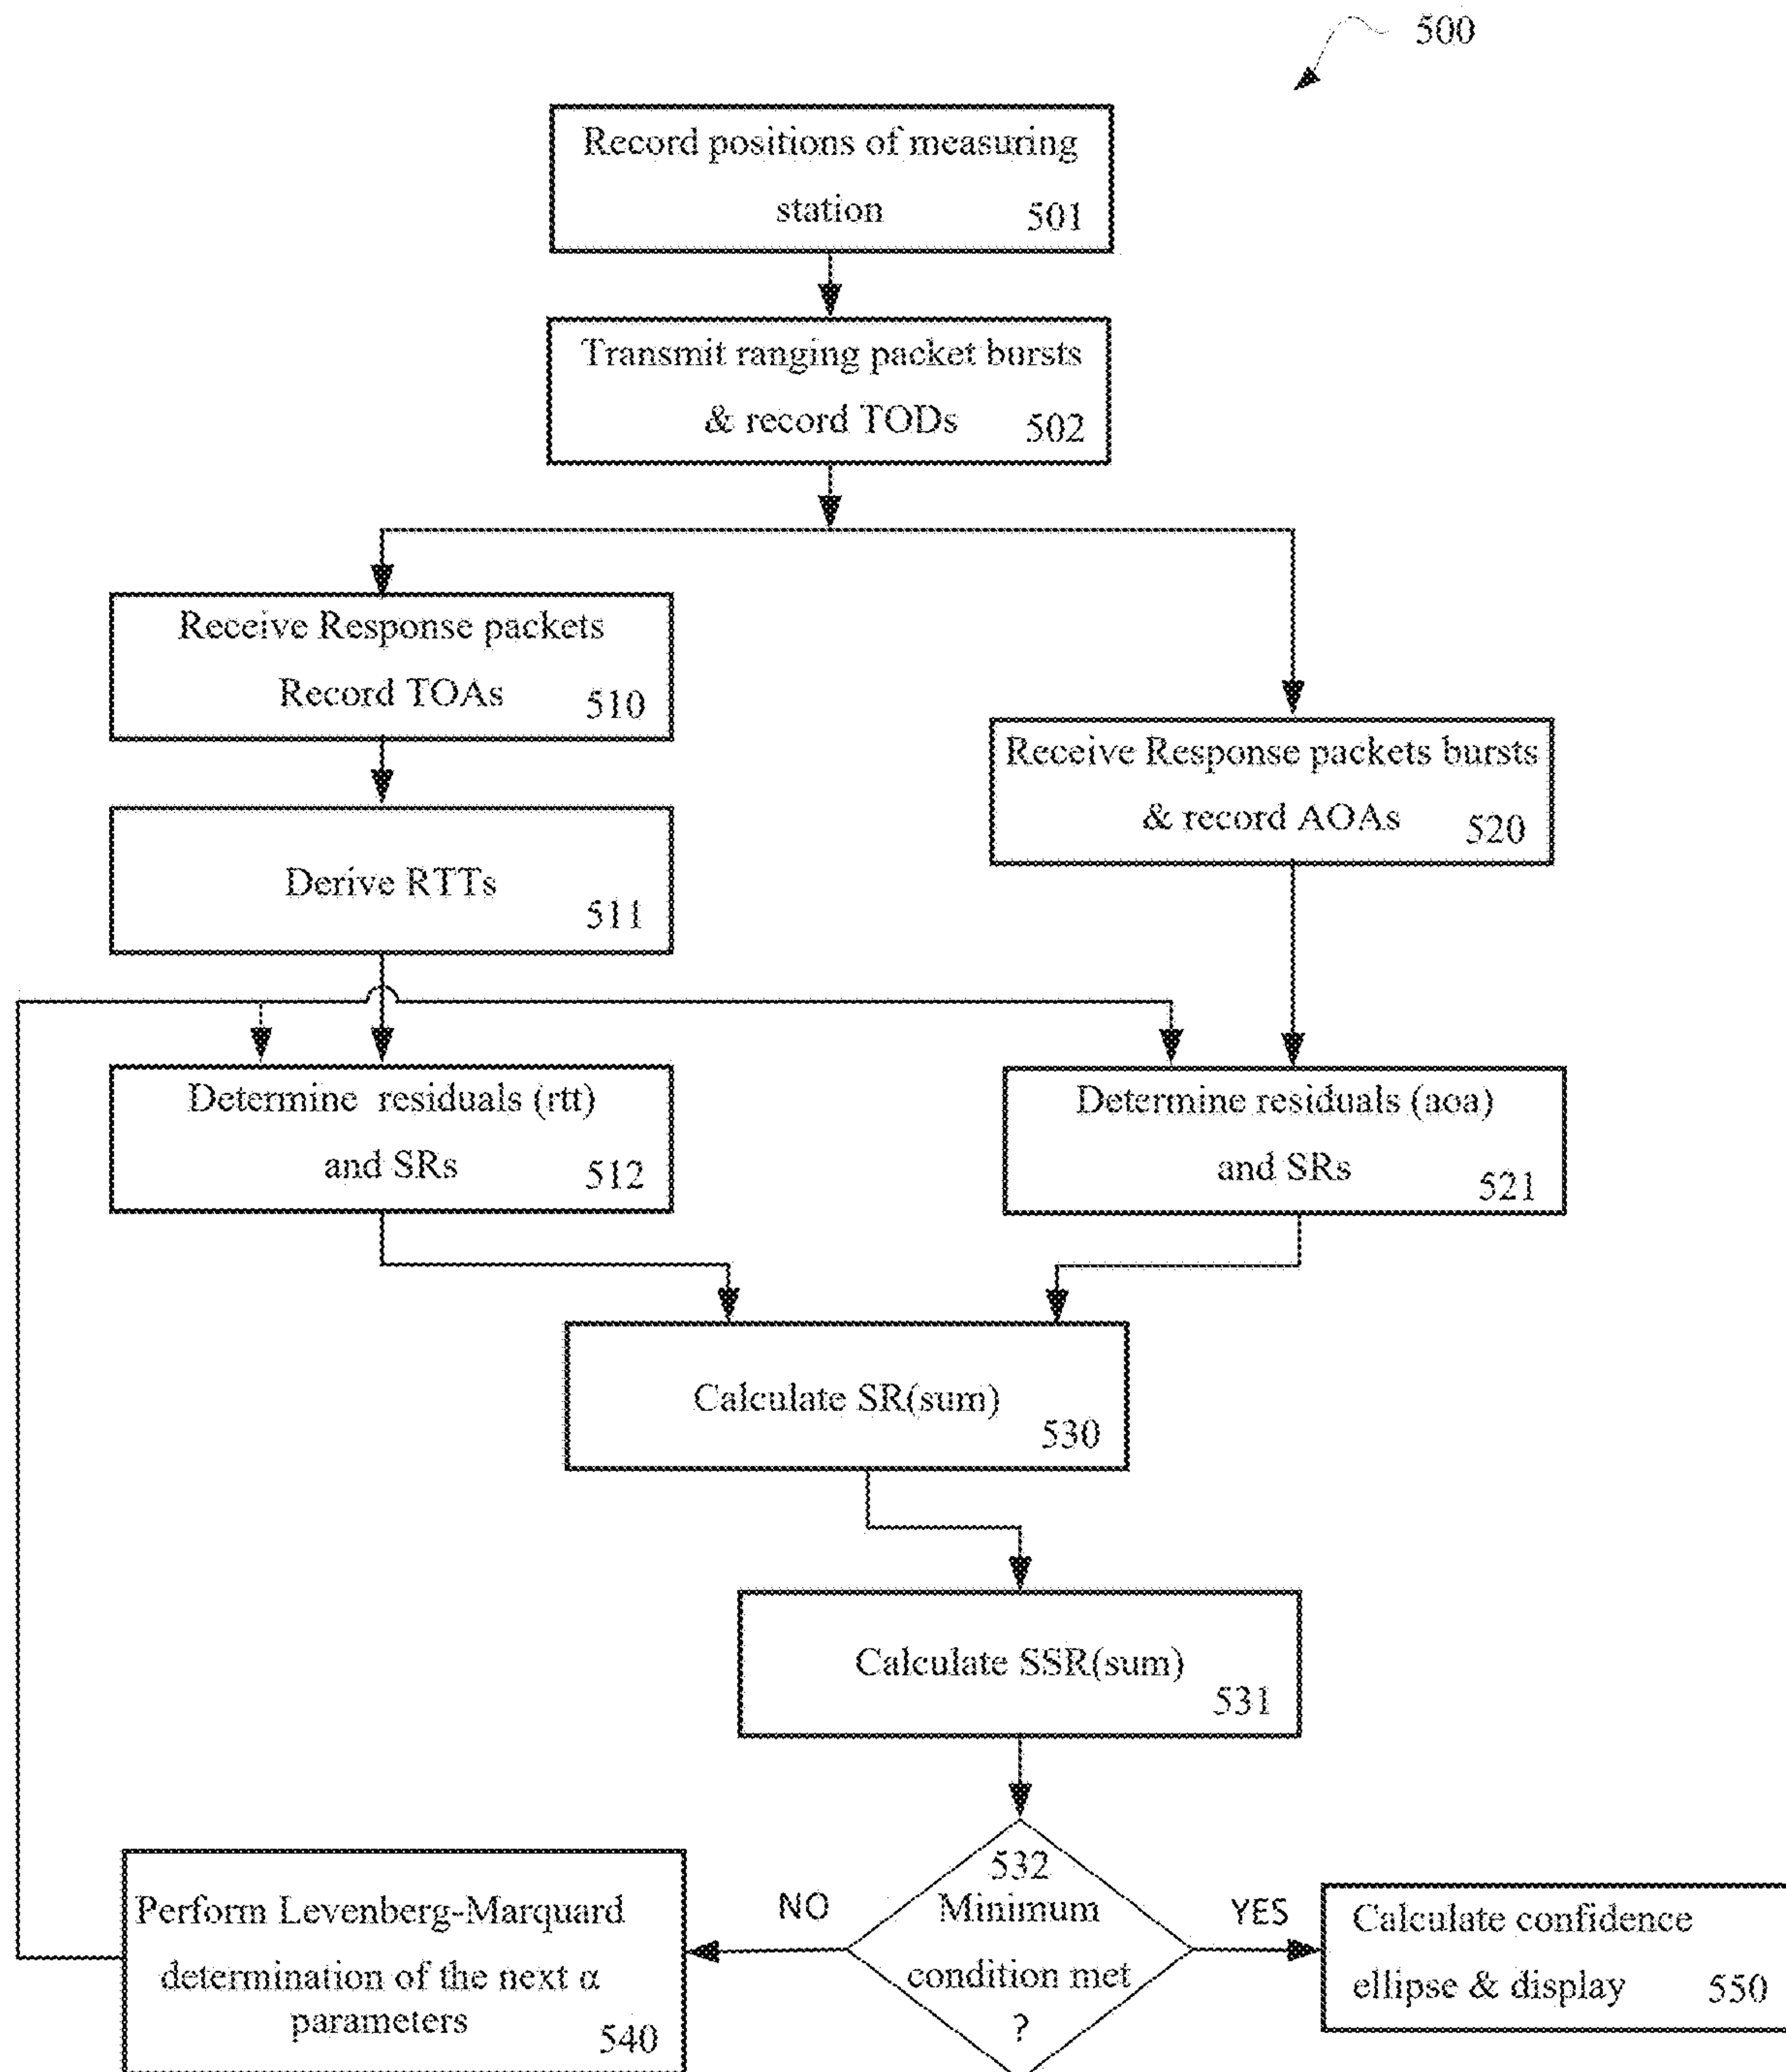 500
Record positions of measuring
station
501
Transmit ranging packet bursts
& record TODs
502
Receive Response packets
Record TOAs
510
Receive Response packets bursts
& record AOAs
520
Derive RTTs
511
Determine residuals (rtt)
and SRs
512
Determine residuals (aoa)
and SRs
521
Calculate SR(sum)
530
Calculate SSR(sum)
531
532
Minimum
condition met
?
NO
YES
Perform Levenberg-Marquard
determination of the next α
parameters
540
Calculate confidence
ellipse & display
550